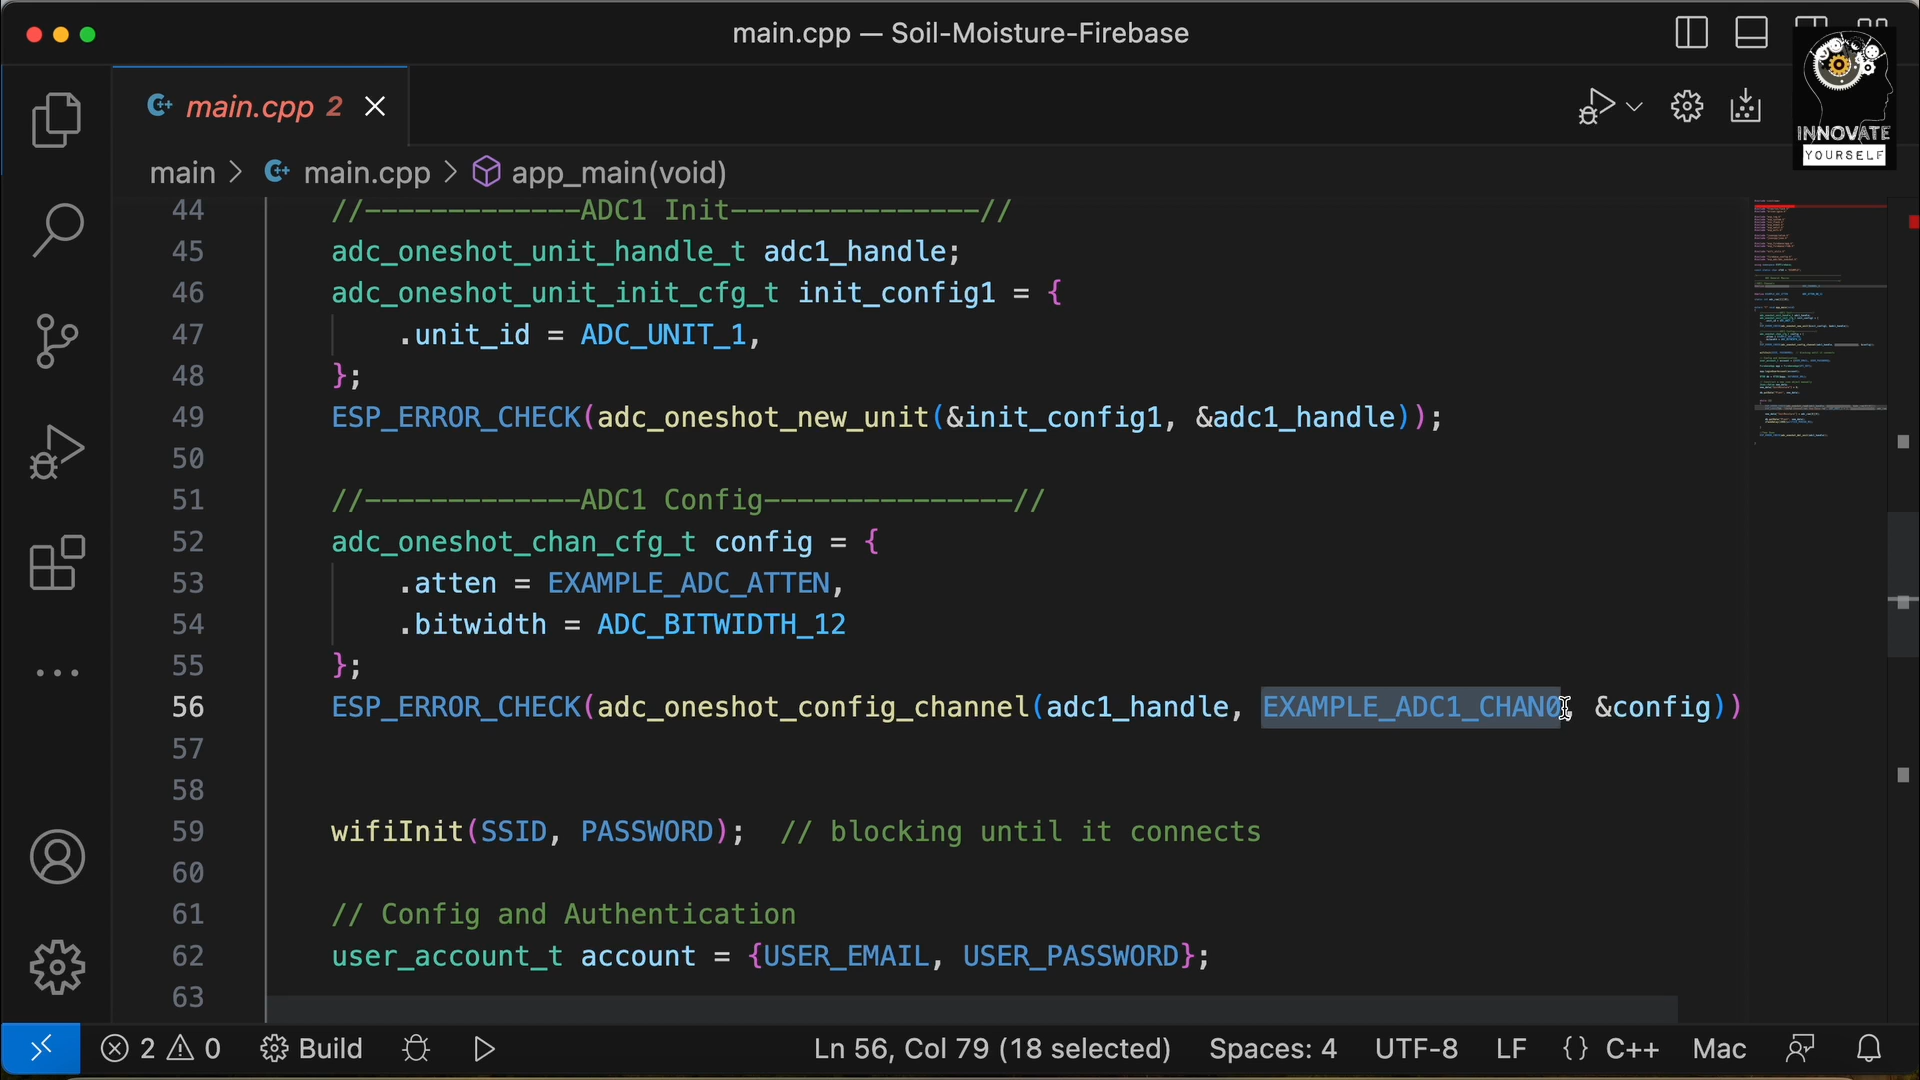 main.cpp — Soil-Moisture-Firebase
INNOVATE
YOURSELF
main.cpp 2
main > main.cpp > app_main(void)
44 //-------------ADC1 Init---------------//
45 adc_oneshot_unit_handle_t adc1_handle;
46 adc_oneshot_unit_init_cfg_t init_config1 = {
47 .unit_id = ADC_UNIT_1,
48 };
49 ESP_ERROR_CHECK(adc_oneshot_new_unit(&init_config1, &adc1_handle));
50
51 //-------------ADC1 Config---------------//
52 adc_oneshot_chan_cfg_t config = {
53 .atten = EXAMPLE_ADC_ATTEN,
54 .bitwidth = ADC_BITWIDTH_12
55 };
56 ESP_ERROR_CHECK(adc_oneshot_config_channel(adc1_handle, EXAMPLE_ADC1_CHAN0, &config))
57
58
59 wifiInit(SSID, PASSWORD); // blocking until it connects
60
61 // Config and Authentication
62 user_account_t account = {USER_EMAIL, USER_PASSWORD};
63
2 0 Build Ln 56, Col 79 (18 selected) Spaces: 4 UTF-8 LF {} C++ Mac